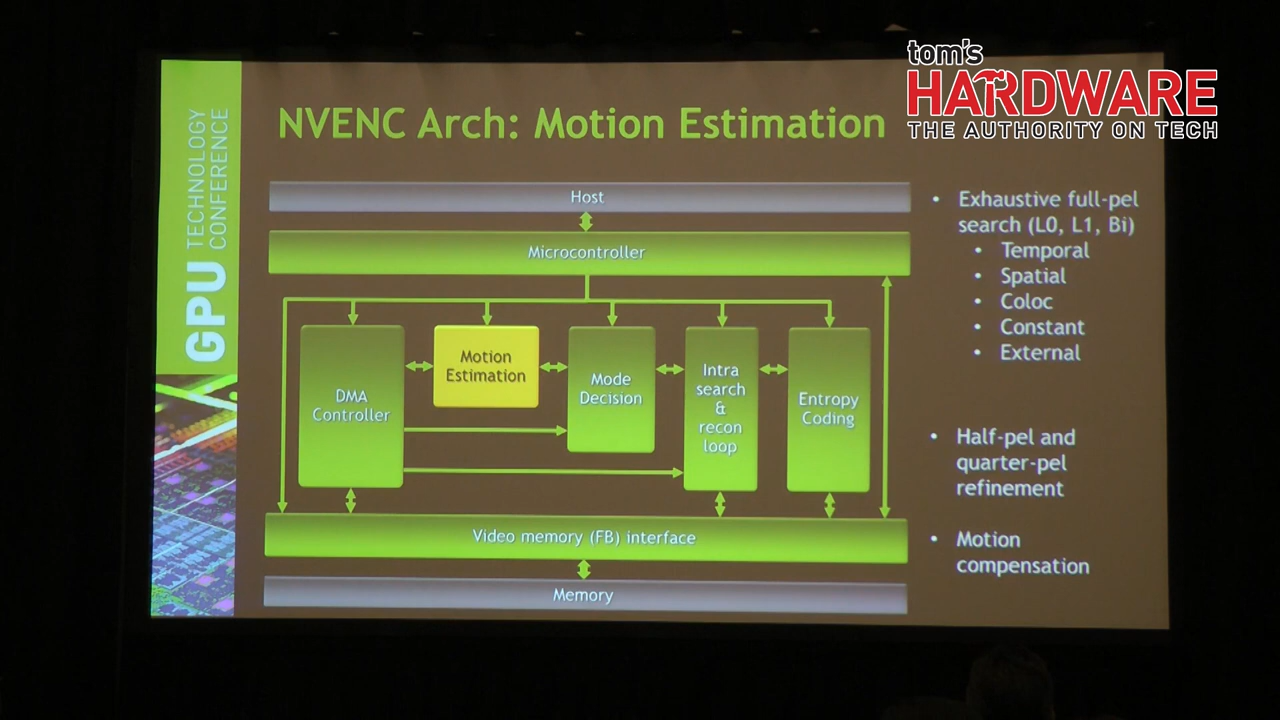 tom's
HARDWARE
THE AUTHORITY ON TECH
GPU TECHNOLOGY
CONFERENCE
NVENC Arch: Motion Estimation
Host
Microcontroller
DMA
Controller
Motion
Estimation
Mode
Decision
Intra
search
&
recon
loop
Entropy
Coding
Video memory (FB) interface
Memory
• Exhaustive full-pel
search (L0, L1, Bi)
• Temporal
• Spatial
• Coloc
• Constant
• External
• Half-pel and
quarter-pel
refinement
• Motion
compensation